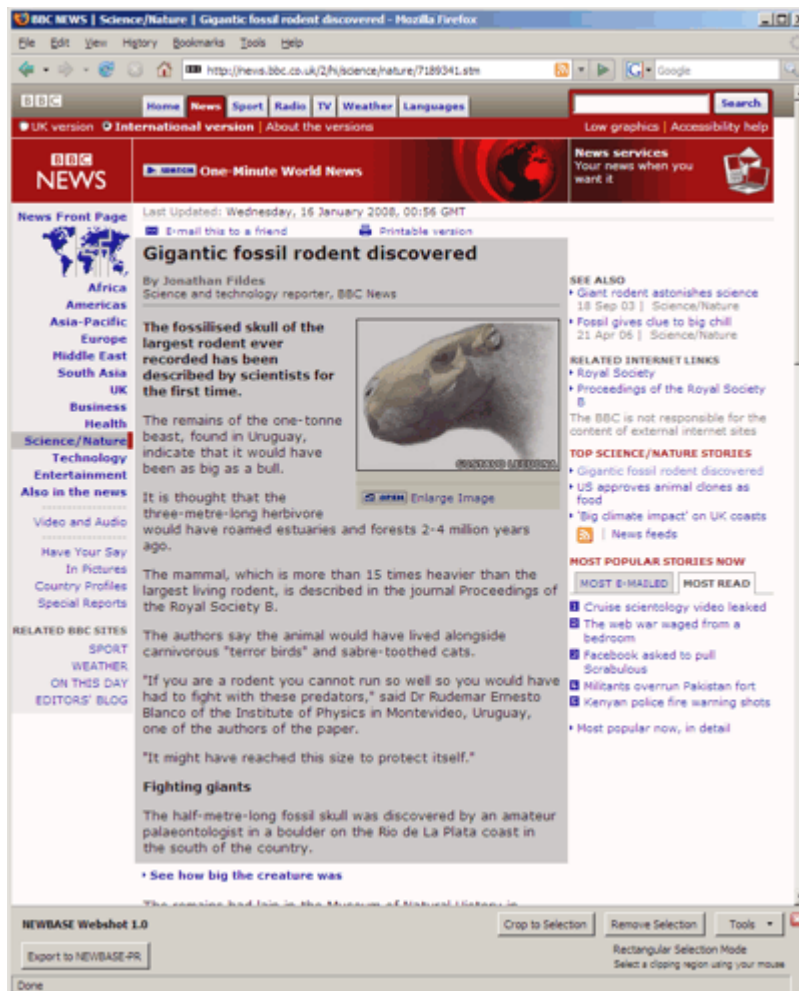 BBC NEWS | Science/Nature | Gigantic fossil rodent discovered - Mozilla Firefox
File Edit View History Bookmarks Tools Help
http://news.bbc.co.uk/2/hi/science/nature/7189341.stm
Google
BBC
Home News Sport Radio TV Weather Languages
Search
UK version International version | About the versions
Low graphics | Accessibility help
BBC
NEWS
WATCH One-Minute World News
News services
Your news when you
want it
News Front Page
Africa
Americas
Asia-Pacific
Europe
Middle East
South Asia
UK
Business
Health
Science/Nature
Technology
Entertainment
Also in the news
Video and Audio
Have Your Say
In Pictures
Country Profiles
Special Reports
RELATED BBC SITES
SPORT
WEATHER
ON THIS DAY
EDITORS' BLOG
Last Updated: Wednesday, 16 January 2008, 00:56 GMT
E-mail this to a friend
Printable version
Gigantic fossil rodent discovered
By Jonathan Fildes
Science and technology reporter, BBC News
The fossilised skull of the
largest rodent ever
recorded has been
described by scientists for
the first time.
GUSTAVO LECUONA
OPEN Enlarge Image
The remains of the one-tonne
beast, found in Uruguay,
indicate that it would have
been as big as a bull.
It is thought that the
three-metre-long herbivore
would have roamed estuaries and forests 2-4 million years
ago.
The mammal, which is more than 15 times heavier than the
largest living rodent, is described in the journal Proceedings of
the Royal Society B.
The authors say the animal would have lived alongside
carnivorous "terror birds" and sabre-toothed cats.
"If you are a rodent you cannot run so well so you would have
had to fight with these predators," said Dr Rudemar Ernesto
Blanco of the Institute of Physics in Montevideo, Uruguay,
one of the authors of the paper.
"It might have reached this size to protect itself."
Fighting giants
The half-metre-long fossil skull was discovered by an amateur
palaeontologist in a boulder on the Rio de La Plata coast in
the south of the country.
See how big the creature was
The remains had lain in the Museum of Natural History in
SEE ALSO
Giant rodent astonishes science
18 Sep 03 | Science/Nature
Fossil gives clue to big chill
21 Apr 06 | Science/Nature
RELATED INTERNET LINKS
Royal Society
Proceedings of the Royal Society
B
The BBC is not responsible for the
content of external internet sites
TOP SCIENCE/NATURE STORIES
Gigantic fossil rodent discovered
US approves animal clones as
food
'Big climate impact' on UK coasts
| News feeds
MOST POPULAR STORIES NOW
MOST E-MAILED MOST READ
1 Cruise scientology video leaked
2 The web war waged from a
bedroom
3 Facebook asked to pull
Scrabulous
4 Militants overrun Pakistan fort
5 Kenyan police fire warning shots
Most popular now, in detail
NEWBASE Webshot 1.0
Crop to Selection
Remove Selection
Tools
Export to NEWBASE-PR
Rectangular Selection Mode
Select a clipping region using your mouse
Done